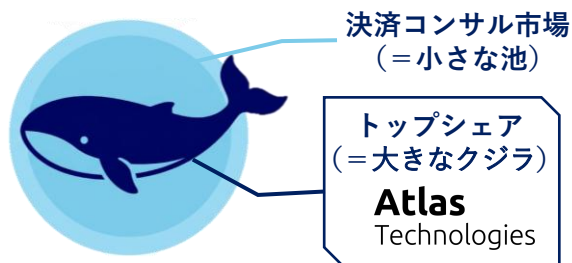 決済コンサル市場
（＝小さな池）
トップシェア
（＝大きなクジラ）
Atlas
Technologies